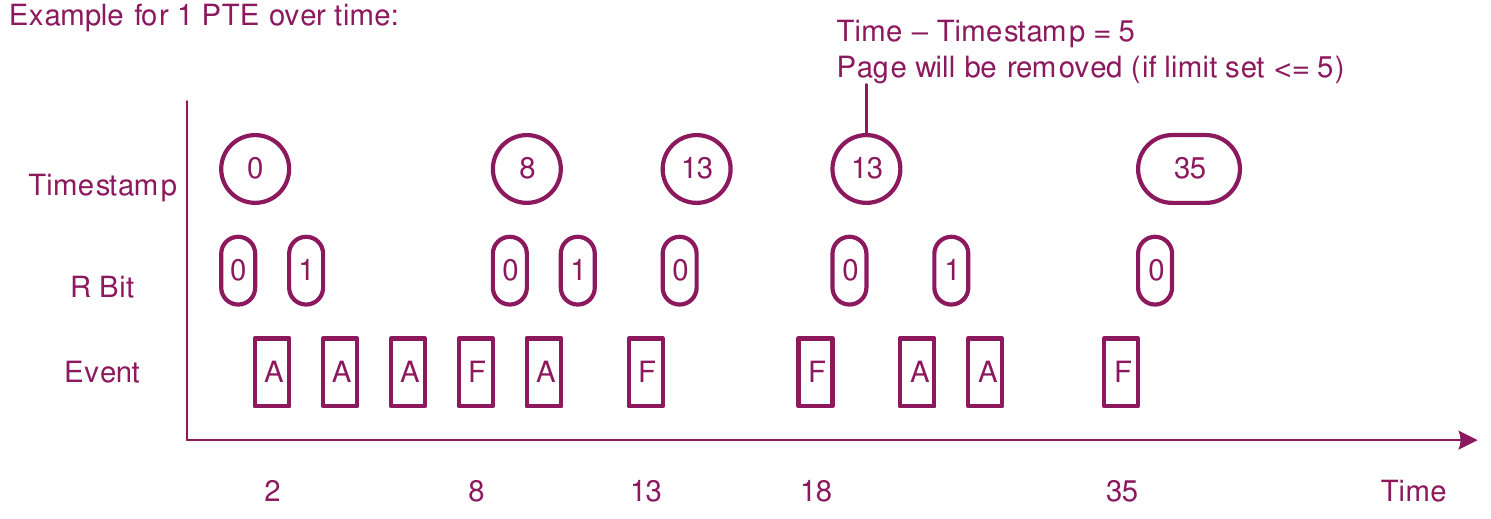 Example for 1 PTE over time:
Time – Timestamp = 5
Page will be removed (if limit set <= 5)
Timestamp 0 8 13 13 35
R Bit 0 1 0 1 0 0 1 0
Event A A A F A F F A A F
2 8 13 18 35 Time